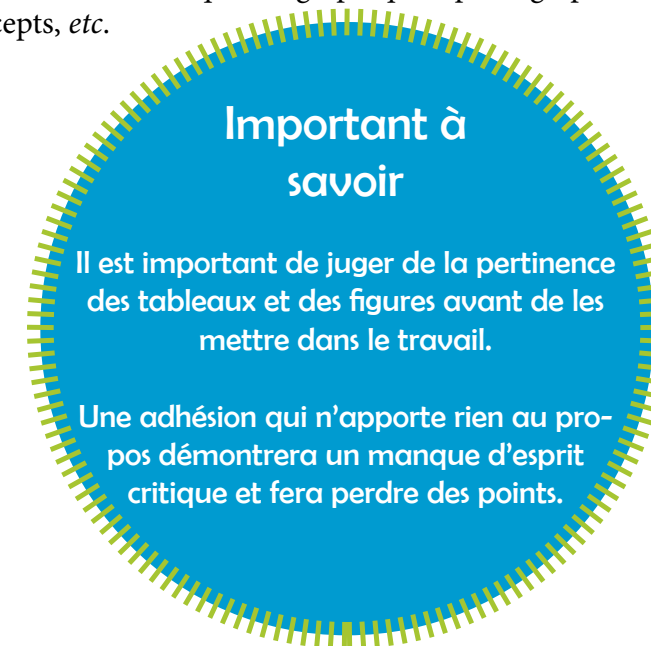 cepts, etc.
Important à
savoir
Il est important de juger de la pertinence
des tableaux et des figures avant de les
mettre dans le travail.
Une adhésion qui n'apporte rien au pro-
pos démontrera un manque d'esprit
critique et fera perdre des points.